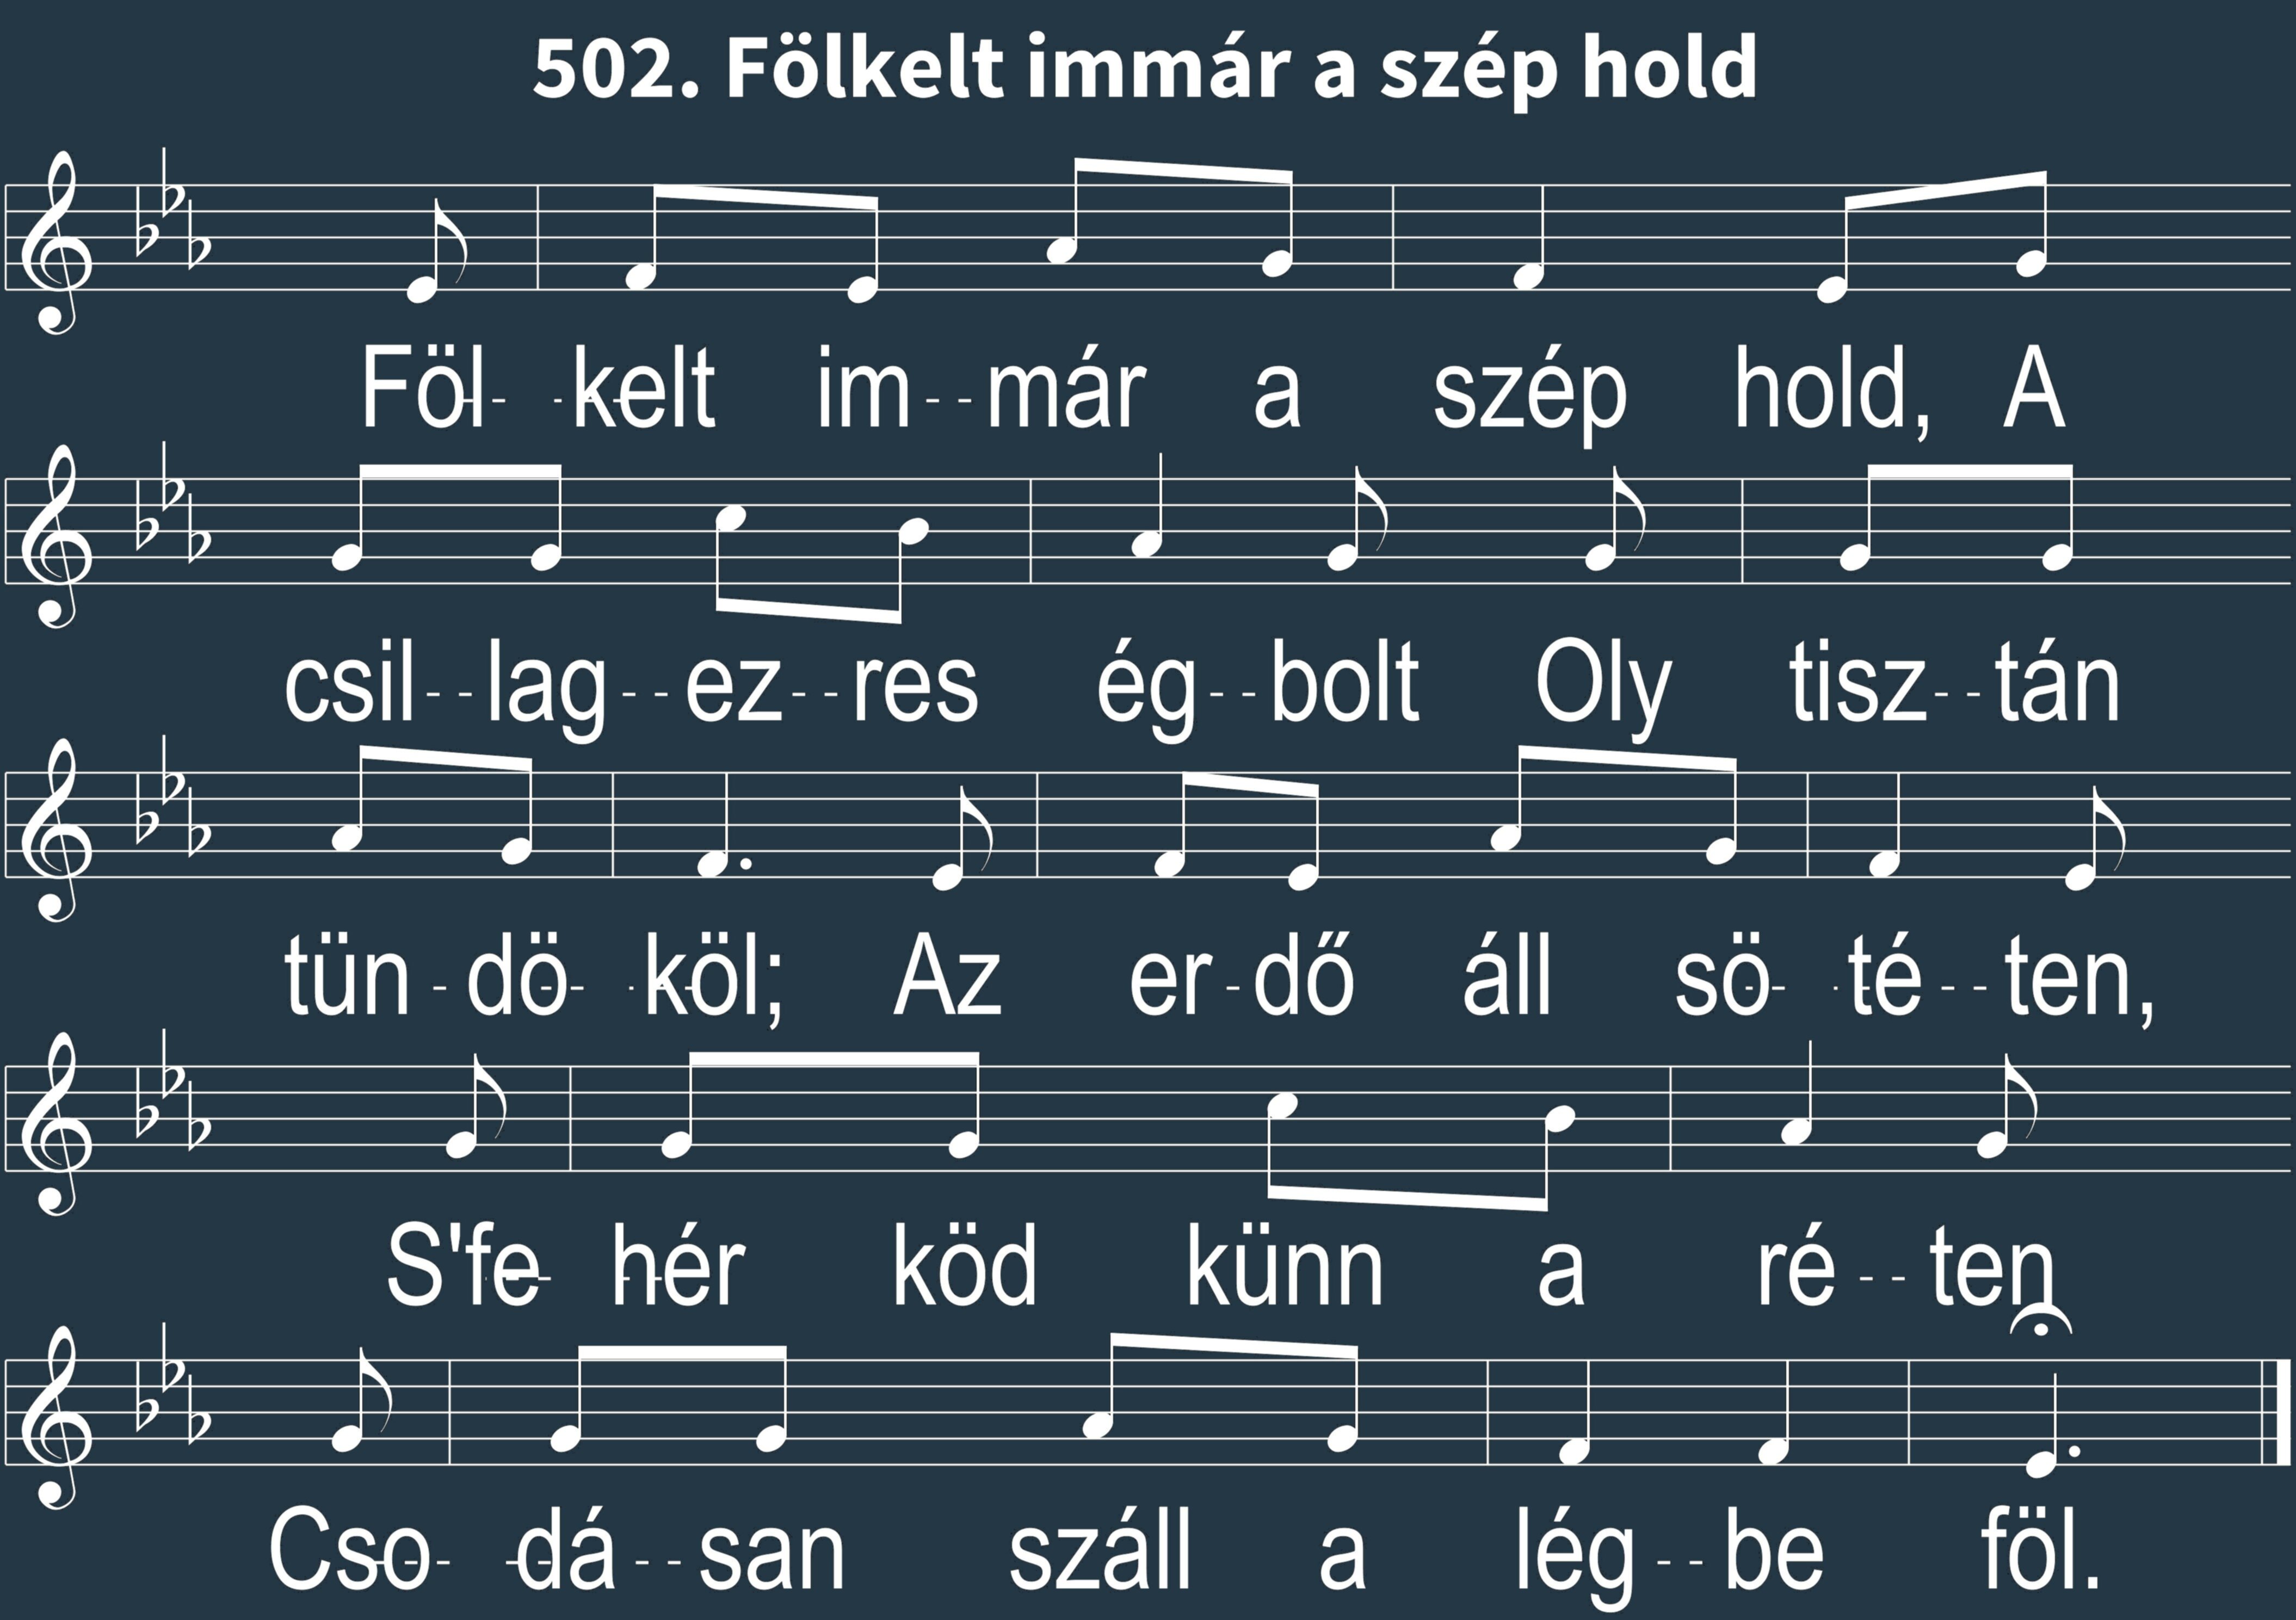 502. Fölkelt immár a szép hold
Föl- -kelt im--már a szép hold, A
csil--lag--ez--res ég--bolt Oly tisz--tán
tün-dö- -köl; Az er-dő áll sö- -té--ten,
S'fe- hér köd künn a ré--ten
Cso- -dá--san száll a lég--be föl.